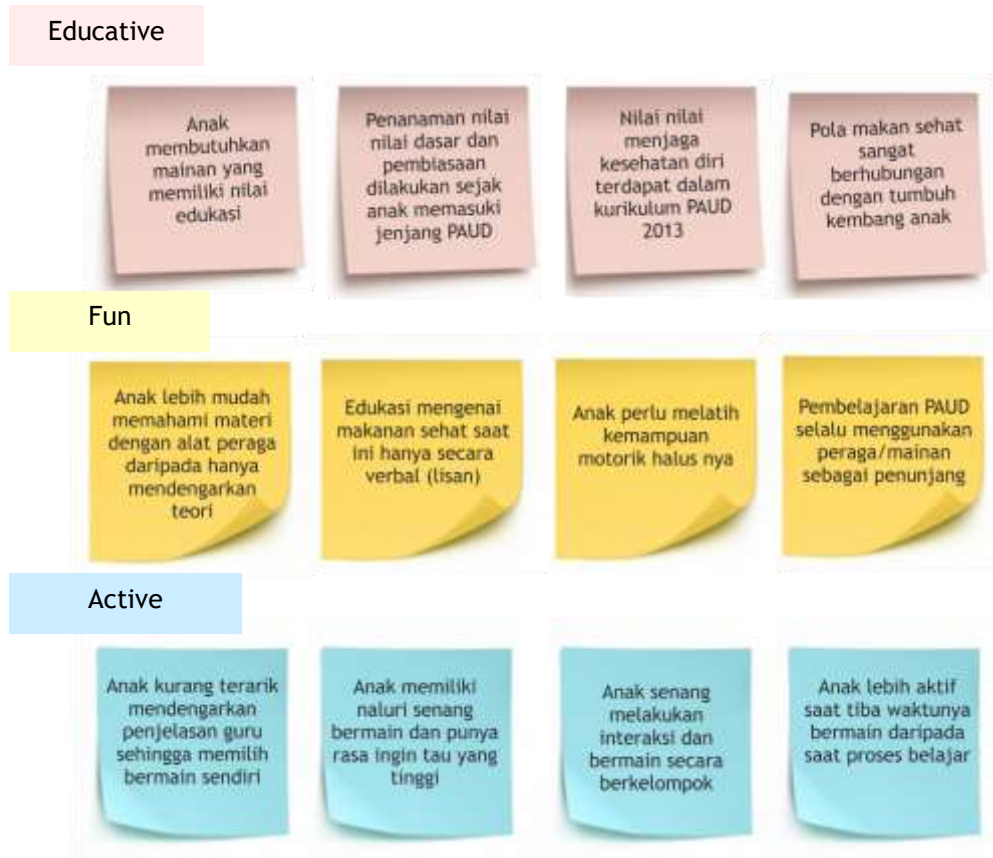 Educative
Anak
membutuhkan
mainan yang
memiliki nilai
edukasi
Penanaman nilai
nilai dasar dan
pembiasaan
dilakukan sejak
anak memasuki
jenjang PAUD
Nilai nilai
menjaga
kesehatan diri
terdapat dalam
kurikulum PAUD
2013
Pola makan sehat
sangat
berhubungan
dengan tumbuh
kembang anak
Fun
Anak lebih mudah
memahami materi
dengan alat peraga
daripada hanya
mendengarkan
teori
Edukasi mengenai
makanan sehat saat
ini hanya secara
verbal (lisan)
Anak perlu melatih
kemampuan
motorik halus nya
Pembelajaran PAUD
selalu menggunakan
peraga/mainan
sebagai penunjang
Active
Anak kurang terarik
mendengarkan
penjelasan guru
sehingga memilih
bermain sendiri
Anak memiliki
naluri senang
bermain dan punya
rasa ingin tau yang
tinggi
Anak senang
melakukan
interaksi dan
bermain secara
berkelompok
Anak lebih aktif
saat tiba waktunya
bermain daripada
saat proses belajar